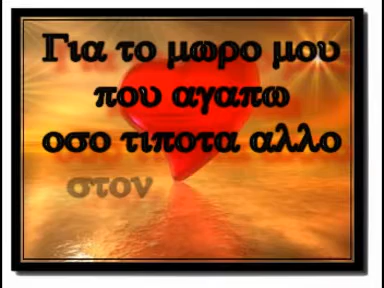 Για το μωρο μου
που αγαπω
οσο τιποτα αλλο
στον